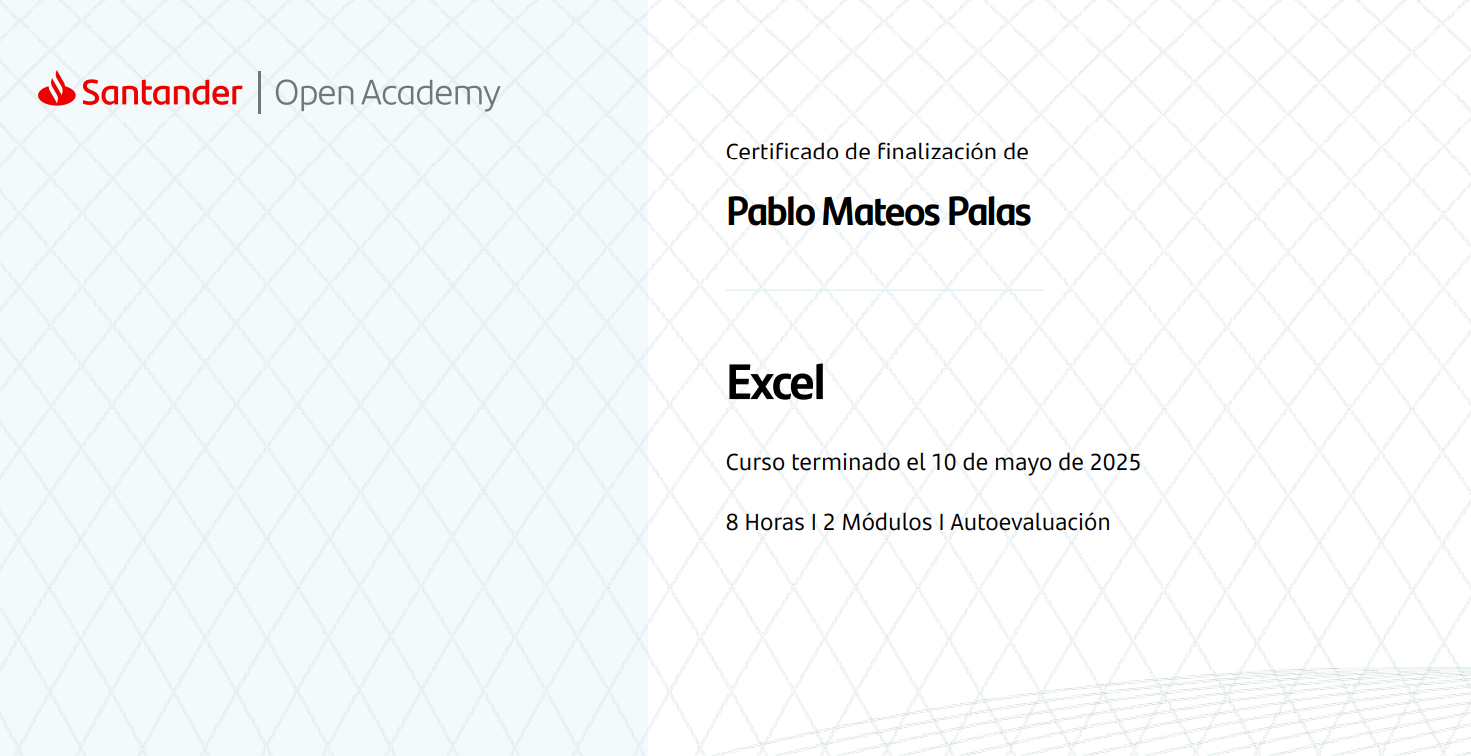 Santander | Open Academy
Certificado de finalización de
Pablo Mateos Palas
Excel
Curso terminado el 10 de mayo de 2025
8 Horas I 2 Módulos I Autoevaluación